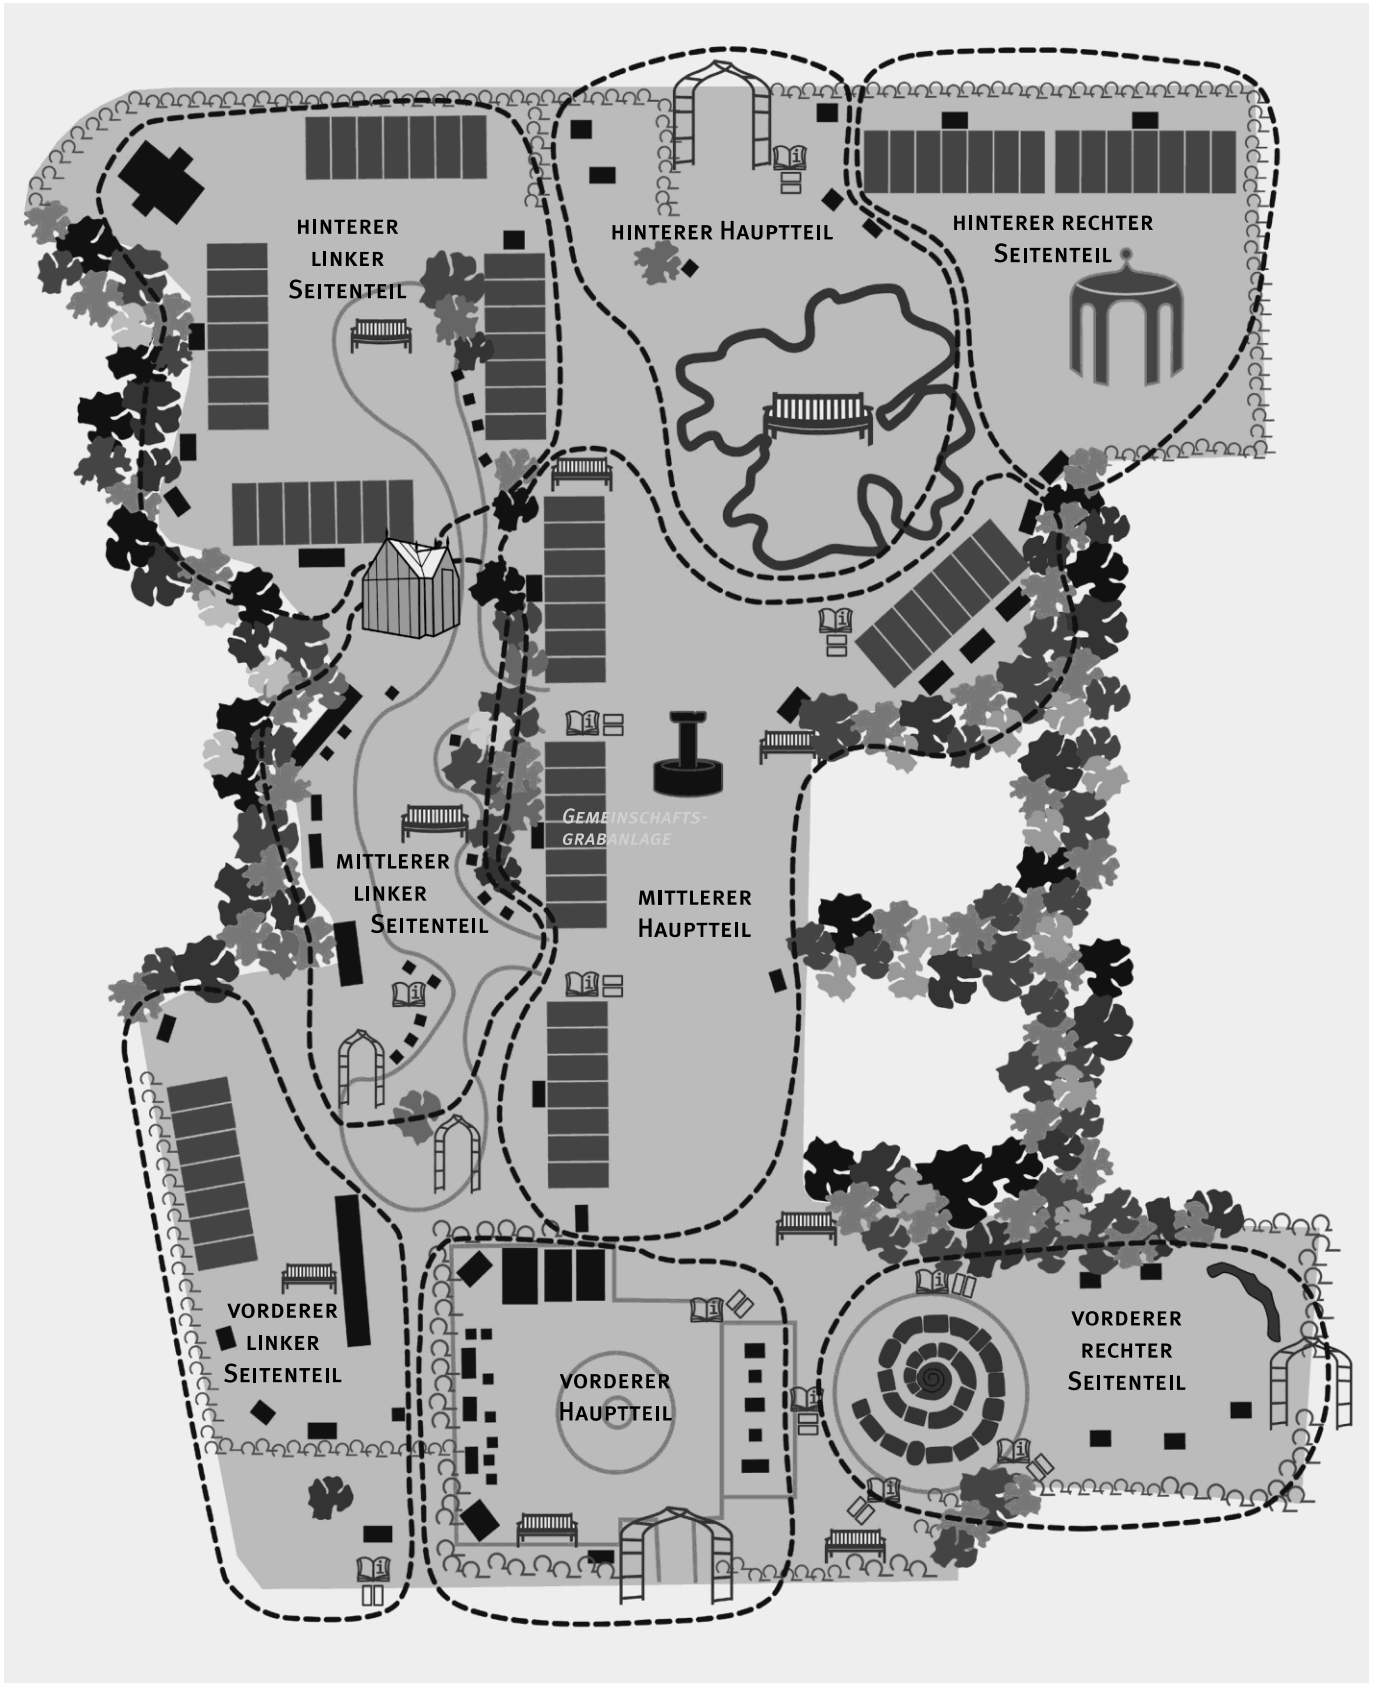 HINTERER
LINKER
SEITENTEIL
HINTERER HAUPTTEIL
HINTERER RECHTER
SEITENTEIL
GEMEINSCHAFTS-
GRABANLAGE
MITTLERER
LINKER
SEITENTEIL
MITTLERER
HAUPTTEIL
VORDERER
LINKER
SEITENTEIL
VORDERER
HAUPTTEIL
VORDERER
RECHTER
SEITENTEIL